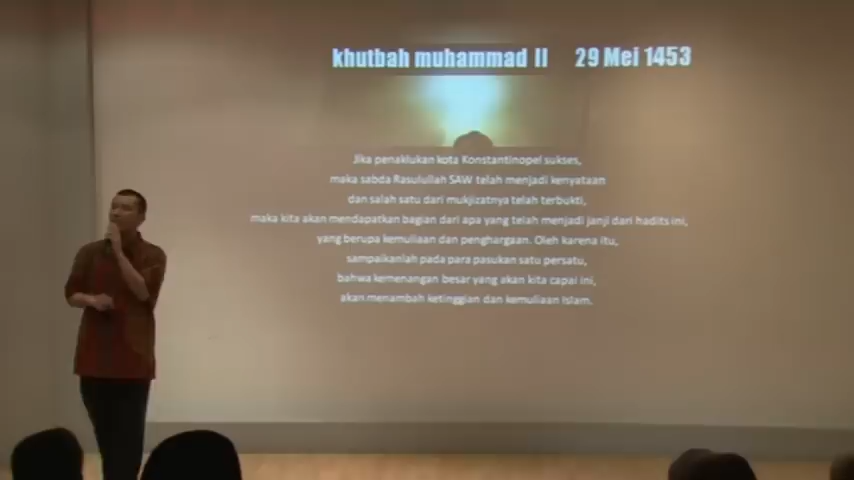 khutbah muhammad II 29 Mei 1453
Jika penaklukan kota Konstantinopel sukses,
maka sabda Rasulullah SAW telah menjadi kenyataan
dan salah satu dari mukjizatnya telah terbukti,
maka kita akan mendapatkan bagian dari apa yang telah menjadi janji dari hadits ini,
yang berupa kemuliaan dan penghargaan. Oleh karena itu,
sampaikanlah pada para pasukan satu persatu,
bahwa kemenangan besar yang akan kita capai ini,
akan menambah ketinggian dan kemuliaan Islam.